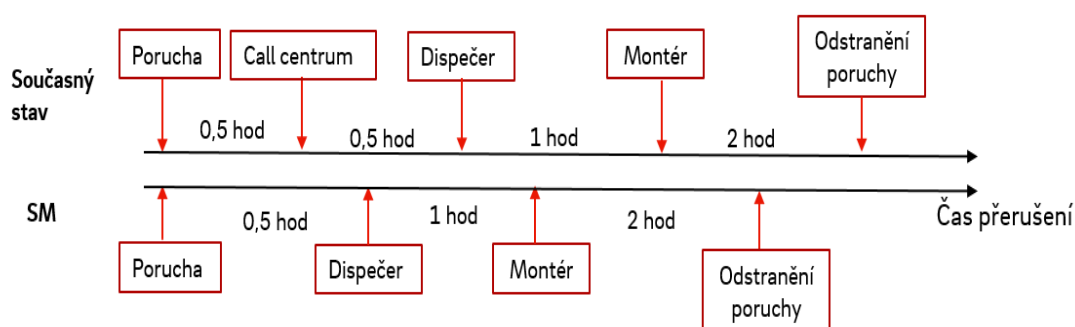 Porucha
Call centrum
Dispečer
Montér
Odstranění
poruchy
Současný
stav
0,5 hod
0,5 hod
1 hod
2 hod
SM
0,5 hod
1 hod
2 hod
Čas přerušení
Porucha
Dispečer
Montér
Odstranění
poruchy